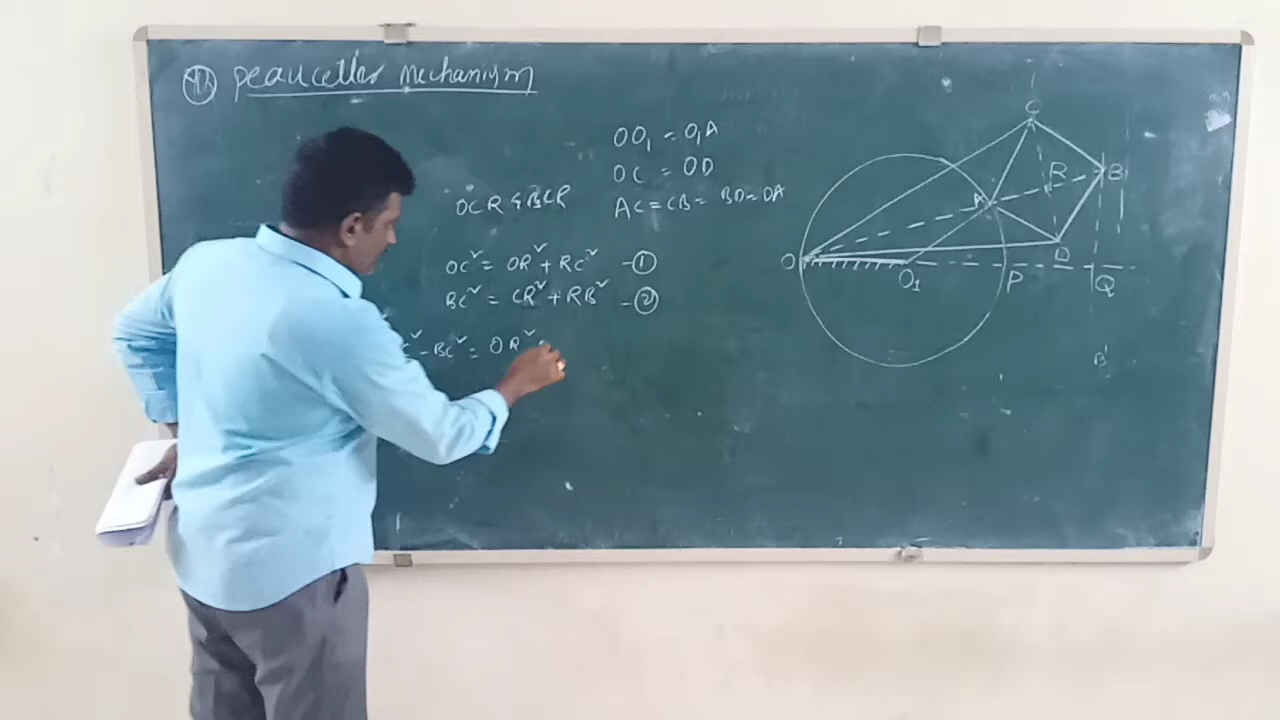 Peaucellier Mechanism
OO₁ = O₁A
OC = OD
AC = CB = BD = DA
OCR & BCR
OC² = OR² + RC² -①
BC² = CR² + RB² -②
C² - BC² = OR²
C
R
B
A
D
O
O₁
P
Q
B'